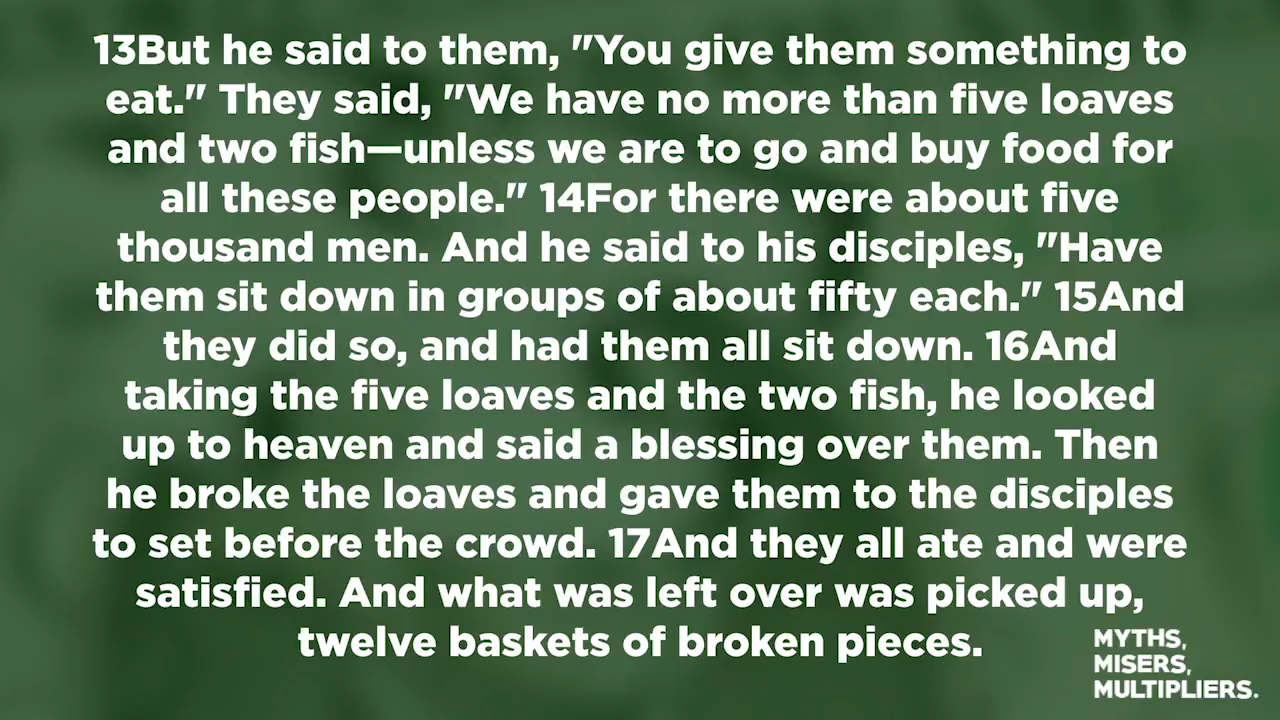 13But he said to them, "You give them something to
eat." They said, "We have no more than five loaves
and two fish—unless we are to go and buy food for
all these people." 14For there were about five
thousand men. And he said to his disciples, "Have
them sit down in groups of about fifty each." 15And
they did so, and had them all sit down. 16And
taking the five loaves and the two fish, he looked
up to heaven and said a blessing over them. Then
he broke the loaves and gave them to the disciples
to set before the crowd. 17And they all ate and were
satisfied. And what was left over was picked up,
twelve baskets of broken pieces.
MYTHS,
MISERS,
MULTIPLIERS.